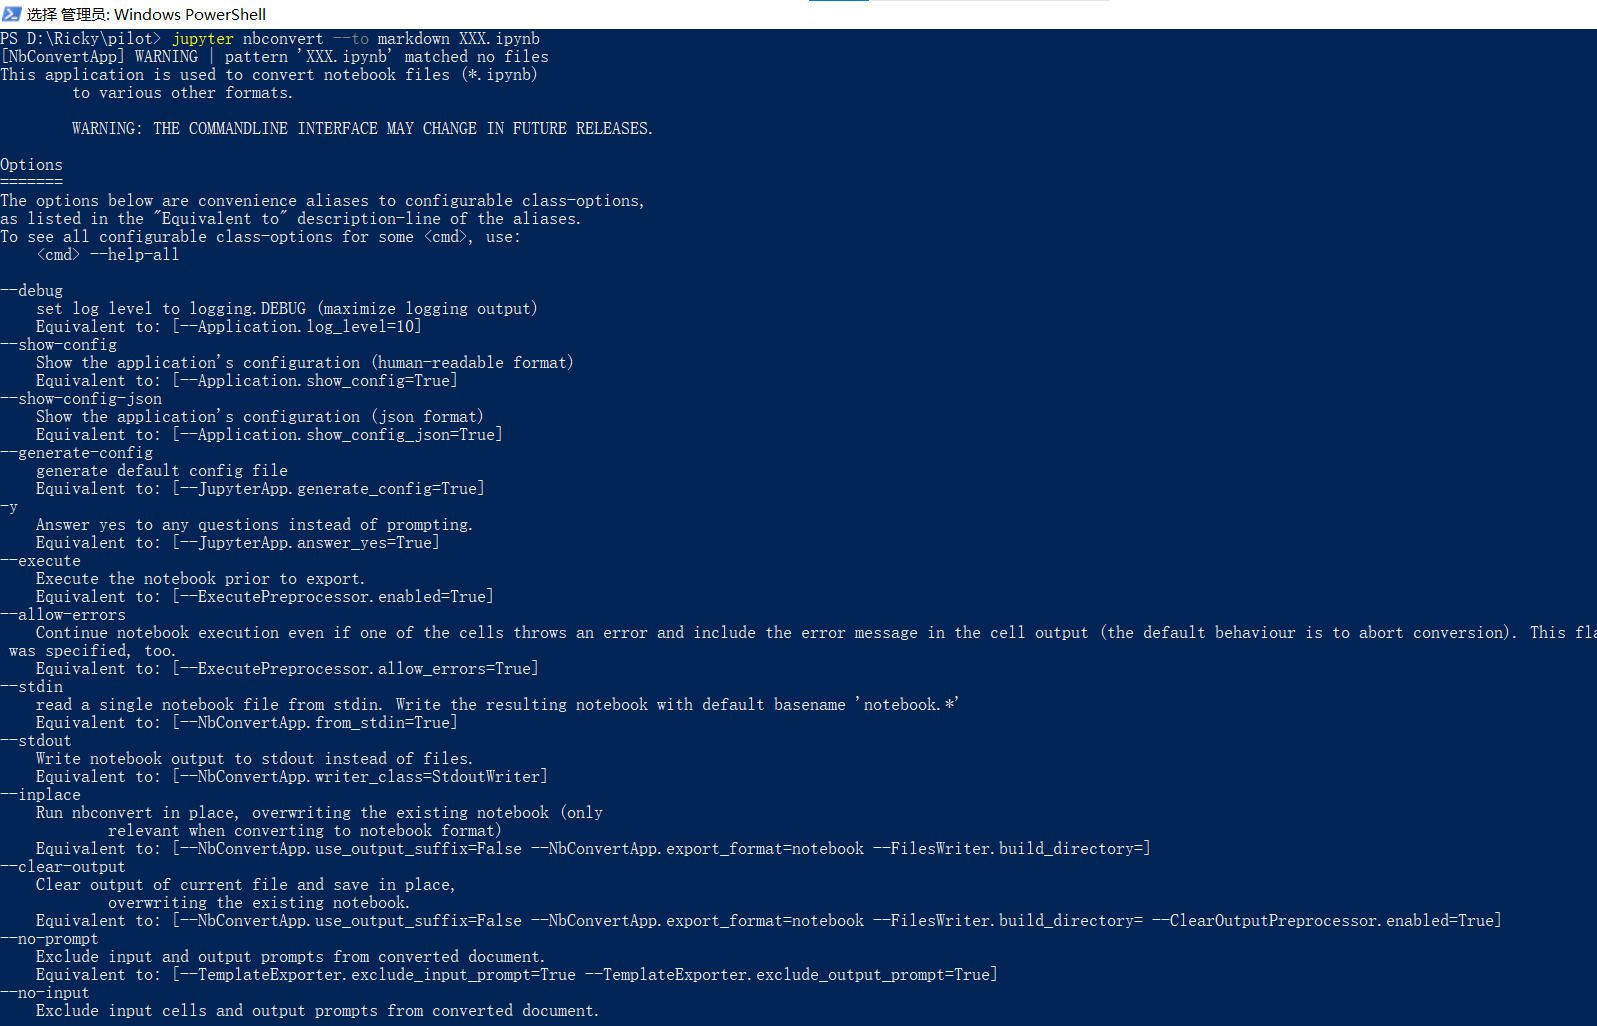 选择 管理员: Windows PowerShell
PS D:\Ricky\pilot> jupyter nbconvert --to markdown XXX.ipynb
[NbConvertApp] WARNING | pattern 'XXX.ipynb' matched no files
This application is used to convert notebook files (*.ipynb)
        to various other formats.
        WARNING: THE COMMANDLINE INTERFACE MAY CHANGE IN FUTURE RELEASES.
Options
=======
The options below are convenience aliases to configurable class-options,
as listed in the "Equivalent to" description-line of the aliases.
To see all configurable class-options for some <cmd>, use:
    <cmd> --help-all
--debug
    set log level to logging.DEBUG (maximize logging output)
    Equivalent to: [--Application.log_level=10]
--show-config
    Show the application's configuration (human-readable format)
    Equivalent to: [--Application.show_config=True]
--show-config-json
    Show the application's configuration (json format)
    Equivalent to: [--Application.show_config_json=True]
--generate-config
    generate default config file
    Equivalent to: [--JupyterApp.generate_config=True]
-y
    Answer yes to any questions instead of prompting.
    Equivalent to: [--JupyterApp.answer_yes=True]
--execute
    Execute the notebook prior to export.
    Equivalent to: [--ExecutePreprocessor.enabled=True]
--allow-errors
    Continue notebook execution even if one of the cells throws an error and include the error message in the cell output (the default behaviour is to abort conversion). This fla
 was specified, too.
    Equivalent to: [--ExecutePreprocessor.allow_errors=True]
--stdin
    read a single notebook file from stdin. Write the resulting notebook with default basename 'notebook.*'
    Equivalent to: [--NbConvertApp.from_stdin=True]
--stdout
    Write notebook output to stdout instead of files.
    Equivalent to: [--NbConvertApp.writer_class=StdoutWriter]
--inplace
    Run nbconvert in place, overwriting the existing notebook (only
            relevant when converting to notebook format)
    Equivalent to: [--NbConvertApp.use_output_suffix=False --NbConvertApp.export_format=notebook --FilesWriter.build_directory=]
--clear-output
    Clear output of current file and save in place,
            overwriting the existing notebook.
    Equivalent to: [--NbConvertApp.use_output_suffix=False --NbConvertApp.export_format=notebook --FilesWriter.build_directory= --ClearOutputPreprocessor.enabled=True]
--no-prompt
    Exclude input and output prompts from converted document.
    Equivalent to: [--TemplateExporter.exclude_input_prompt=True --TemplateExporter.exclude_output_prompt=True]
--no-input
    Exclude input cells and output prompts from converted document.